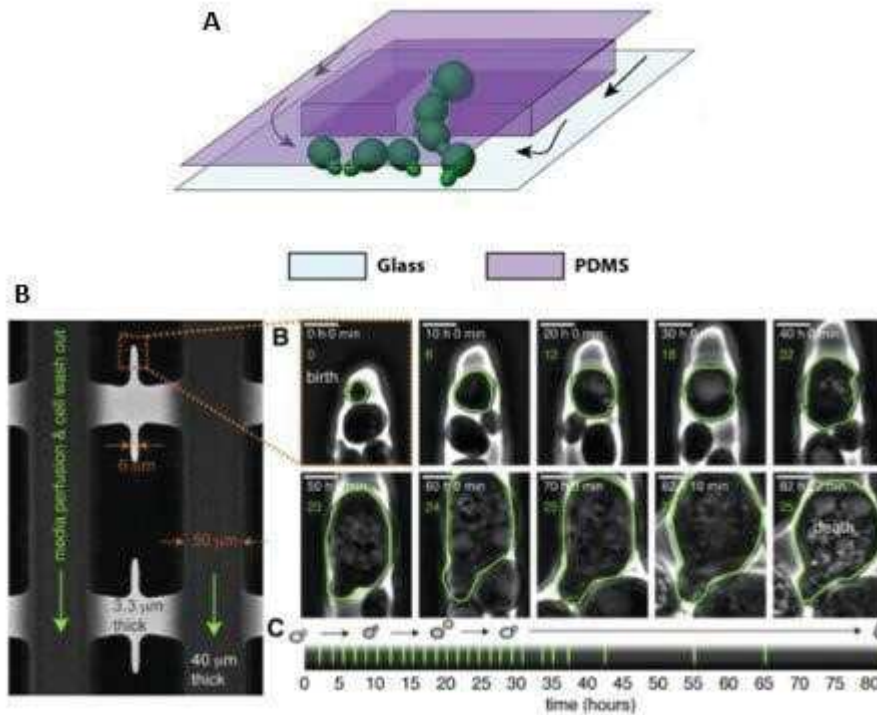 A
Glass PDMS
B
media perfusion & cell wash out
6 μm
50 μm
3.3 μm
thick
40 μm
thick
B
0 h 0 min
0
birth
10 h 0 min
20 h 0 min
30 h 0 min
40 h 0 min
50 h 0 min
60 h 0 min
24
70 h 0 min
death
C
0 5 10 15 20 25 30 35 40 45 50 55 60 65 70 75 80
time (hours)